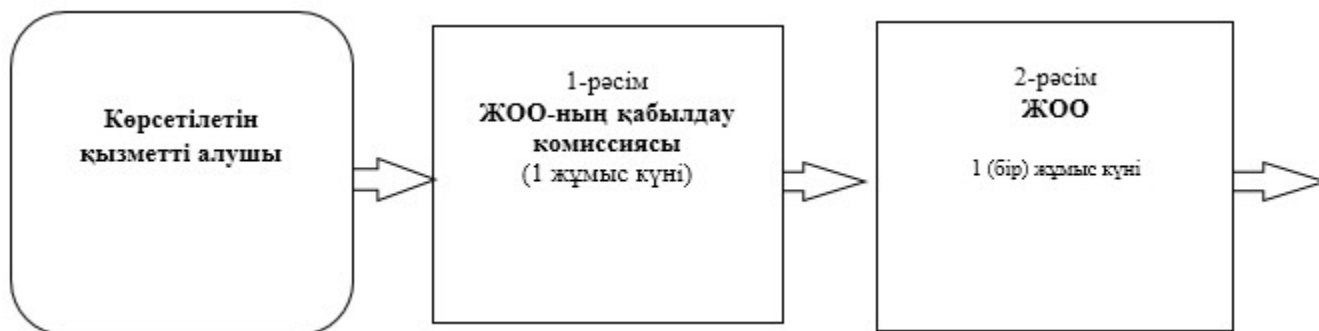 Көрсетілетін
қызметті алушы
1-рәсім
ЖОО-ның қабылдау
комиссиясы
(1 жұмыс күні)
2-рәсім
ЖОО
1 (бір) жұмыс күні